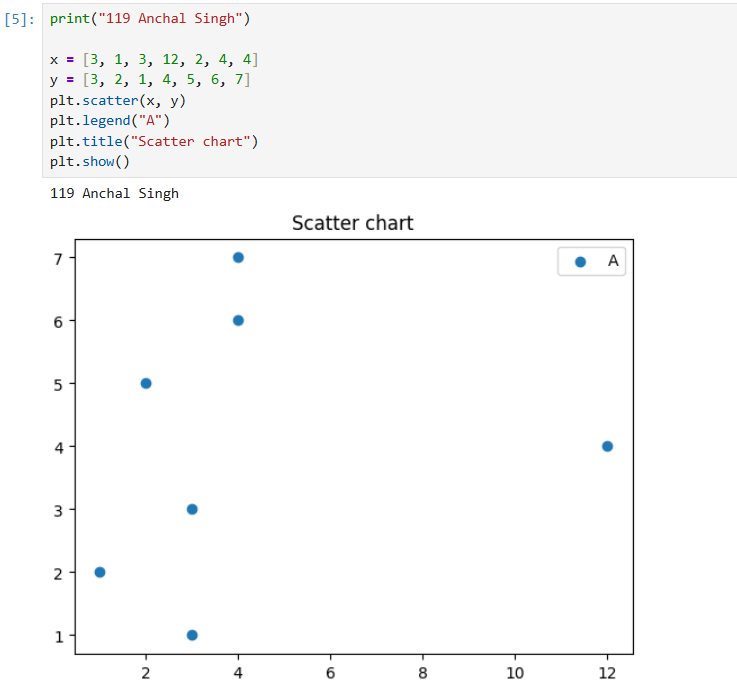 [5]: print("119 Anchal Singh")
x = [3, 1, 3, 12, 2, 4, 4]
y = [3, 2, 1, 4, 5, 6, 7]
plt.scatter(x, y)
plt.legend("A")
plt.title("Scatter chart")
plt.show()
119 Anchal Singh
Scatter chart
A
7
6
5
4
3
2
1
2 4 6 8 10 12